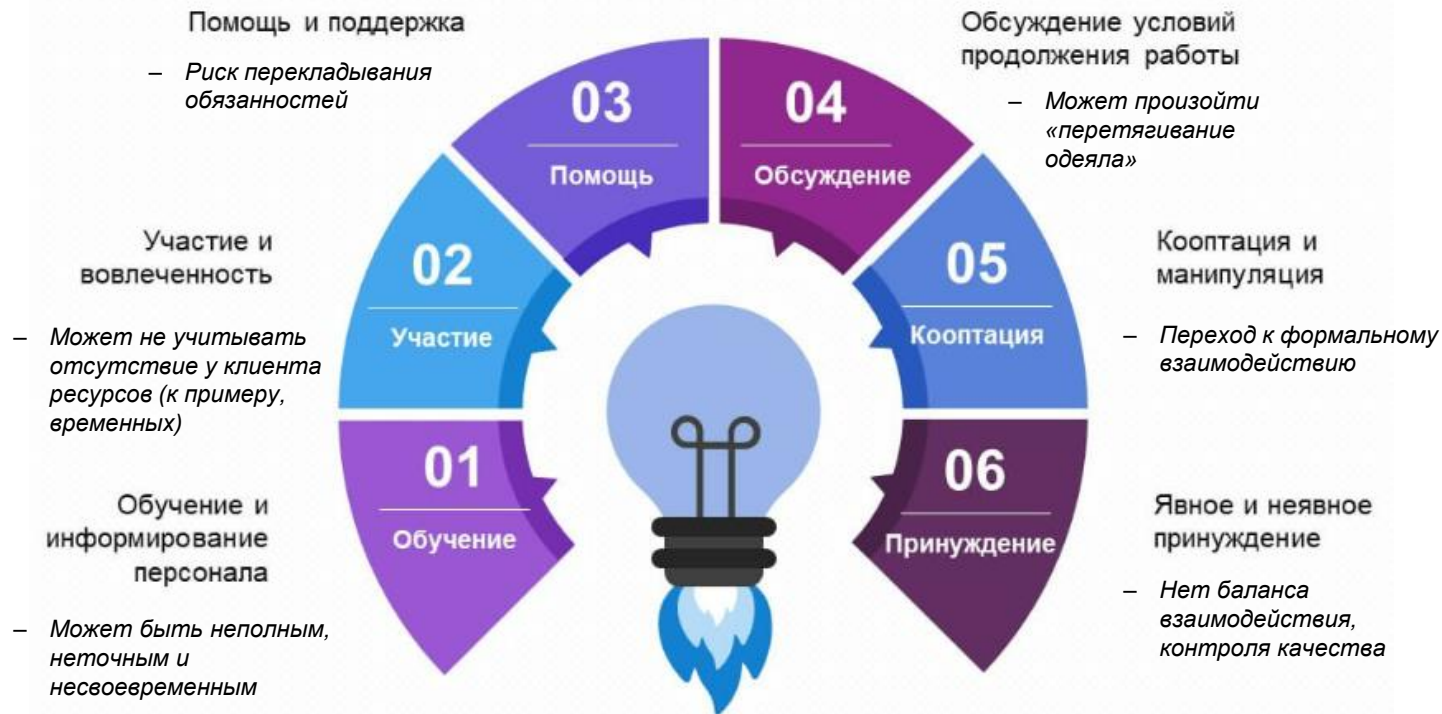 Помощь и поддержка
– Риск перекладывания
обязанностей
03
Помощь
Обсуждение условий
продолжения работы
– Может произойти
«перетягивание
одеяла»
04
Обсуждение
Участие и
вовлеченность
– Может не учитывать
отсутствие у клиента
ресурсов (к примеру,
временных)
02
Участие
Кооптация и
манипуляция
– Переход к формальному
взаимодействию
05
Кооптация
Обучение и
информирование
персонала
– Может быть неполным,
неточным и
несвоевременным
01
Обучение
Явное и неявное
принуждение
– Нет баланса
взаимодействия,
контроля качества
06
Принуждение